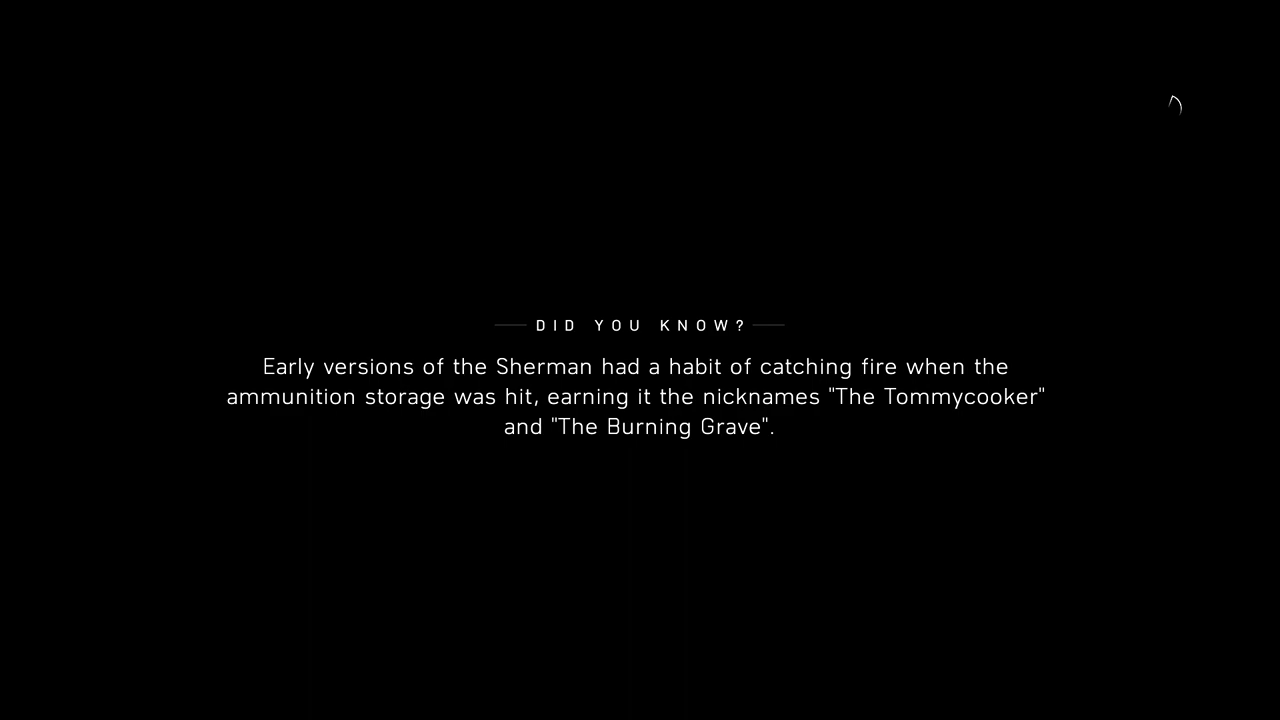 DID YOU KNOW?
Early versions of the Sherman had a habit of catching fire when the
ammunition storage was hit, earning it the nicknames "The Tommycooker"
and "The Burning Grave".